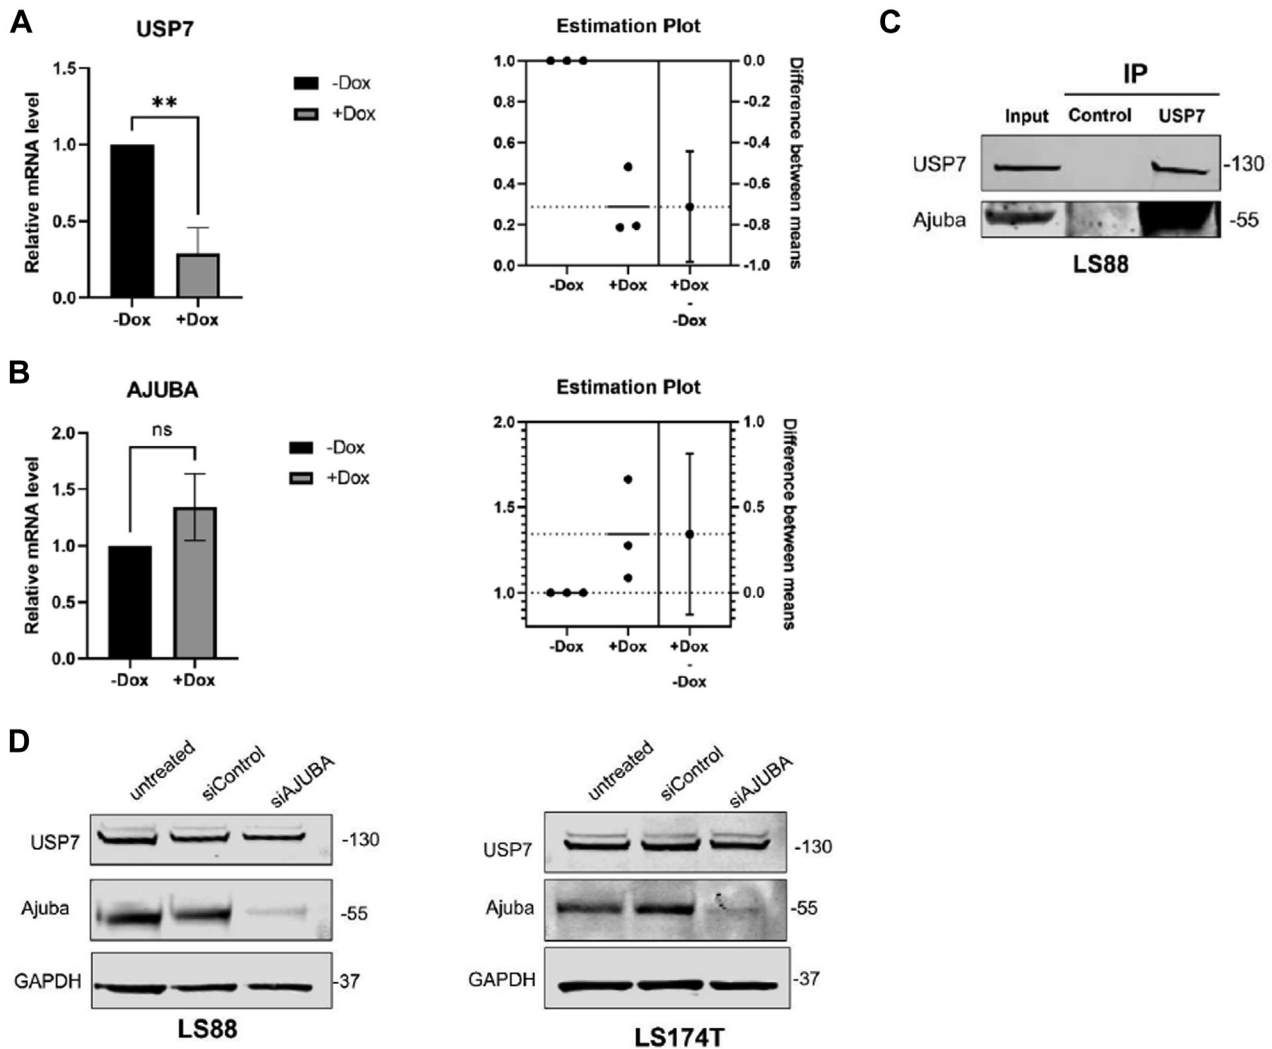 A
USP7
Relative mRNA level
1.5
1.0
0.5
0.0
**
-Dox
+Dox
-Dox
+Dox
Estimation Plot
1.0
0.8
0.6
0.4
0.2
0.0
0.0
-0.2
-0.4
-0.6
-0.8
-1.0
Difference between means
-Dox
+Dox
+Dox
-
-Dox
C
IP
Input
Control
USP7
USP7
-130
Ajuba
-55
LS88
B
AJUBA
Relative mRNA level
2.0
1.5
1.0
0.5
0.0
ns
-Dox
+Dox
-Dox
+Dox
Estimation Plot
2.0
1.5
1.0
1.0
0.5
0.0
Difference between means
-Dox
+Dox
+Dox
-
-Dox
D
untreated
siControl
siAJUBA
USP7
-130
Ajuba
-55
GAPDH
-37
LS88
untreated
siControl
siAJUBA
USP7
-130
Ajuba
-55
GAPDH
-37
LS174T